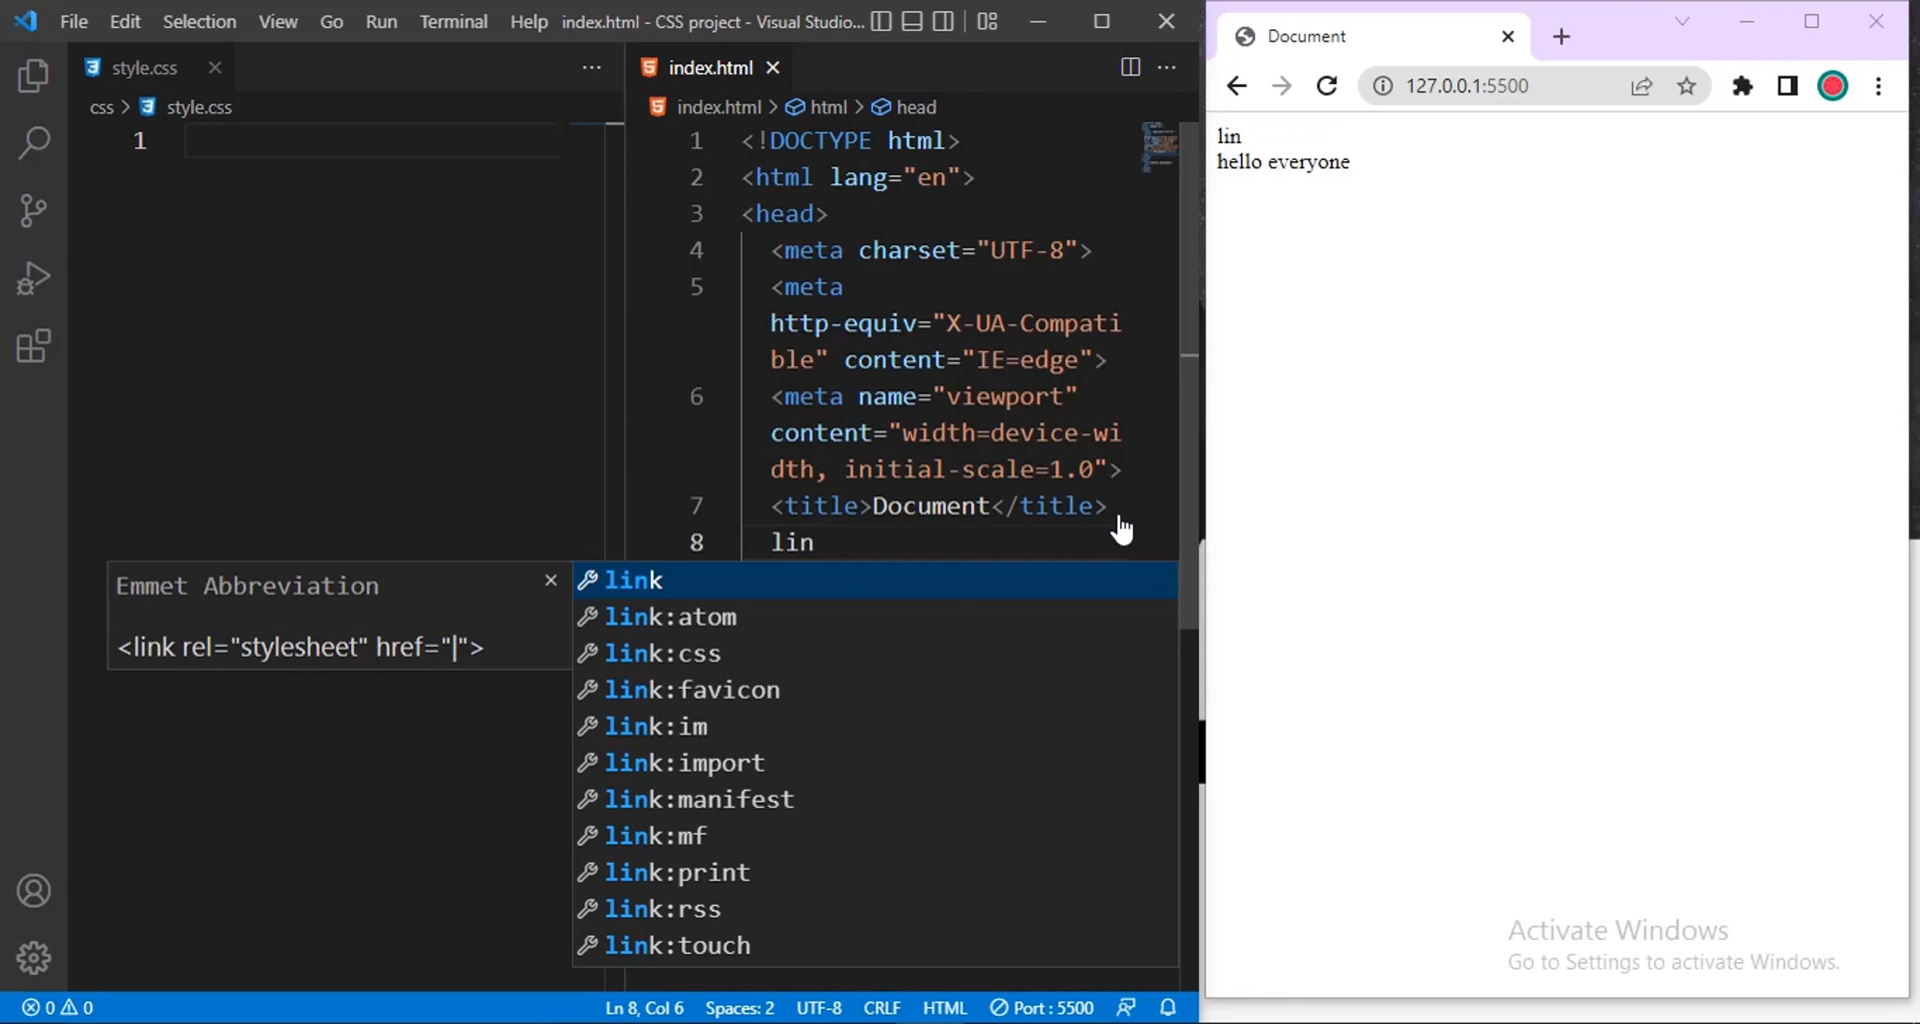 File Edit Selection View Go Run Terminal Help index.html - CSS project - Visual Studio...
style.css
css > style.css
1
index.html
index.html > html > head
1 <!DOCTYPE html>
2 <html lang="en">
3 <head>
4 <meta charset="UTF-8">
5 <meta
http-equiv="X-UA-Compati
ble" content="IE=edge">
6 <meta name="viewport"
content="width=device-wi
dth, initial-scale=1.0">
7 <title>Document</title>
8 lin
Emmet Abbreviation
<link rel="stylesheet" href="|">
link
link:atom
link:css
link:favicon
link:im
link:import
link:manifest
link:mf
link:print
link:rss
link:touch
0 0
Ln 8, Col 6 Spaces: 2 UTF-8 CRLF HTML Port : 5500
Document
127.0.0.1:5500
lin
hello everyone
Activate Windows
Go to Settings to activate Windows.